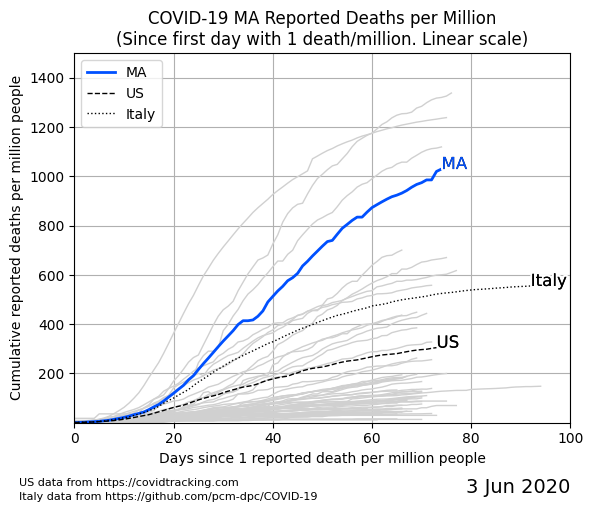 COVID-19 MA Reported Deaths per Million
(Since first day with 1 death/million. Linear scale)
Cumulative reported deaths per million people
1400
1200
1000
800
600
400
200
MA
US
Italy
MA
Italy
US
0
20
40
60
80
100
Days since 1 reported death per million people
US data from https://covidtracking.com
Italy data from https://github.com/pcm-dpc/COVID-19
3 Jun 2020